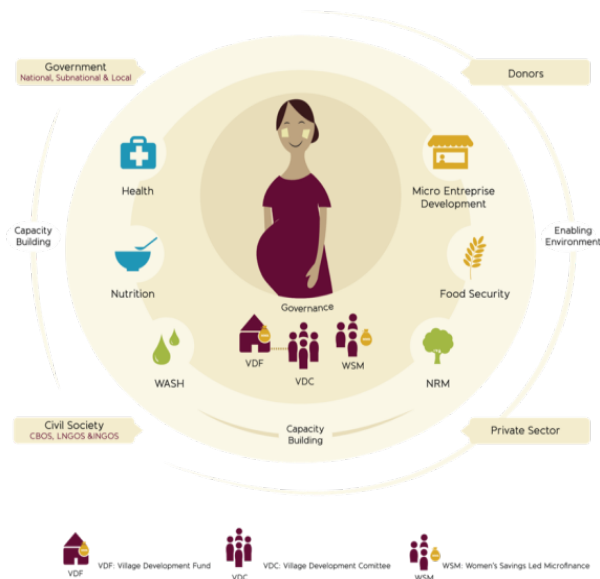 Government
National, Subnational & Local
Donors
Health
Micro Entreprise
Development
Capacity
Building
Enabling
Environment
Nutrition
Food Security
Governance
VDF
VDC
WSM
WASH
NRM
Civil Society
CBOS, LNGOS &INGOS
Capacity
Building
Private Sector
VDF
VDF: Village Development Fund
VDC
VDC: Village Development Comittee
WSM
WSM: Women's Savings Led Microfinance